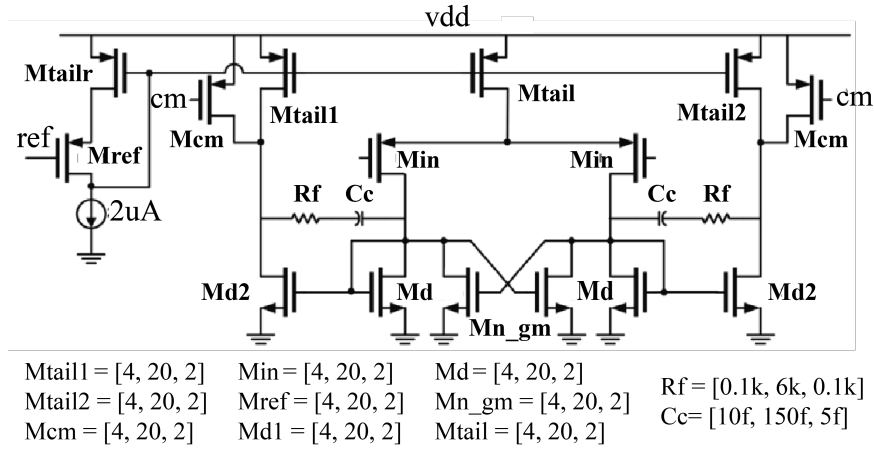 vdd
Mtailr
cm
Mtail1
Mtail
Mtail2
cm
ref
Mref
Mcm
Min
Min
Mcm
2uA
Rf Cc
Cc Rf
Md2
Md
Mn_gm
Md
Md2
Mtail1 = [4, 20, 2] Min = [4, 20, 2] Md= [4, 20, 2]
Mtail2 = [4, 20, 2] Mref = [4, 20, 2] Mn_gm = [4, 20, 2]
Mcm = [4, 20, 2] Md1 = [4, 20, 2] Mtail = [4, 20, 2]
Rf = [0.1k, 6k, 0.1k]
Cc= [10f, 150f, 5f]